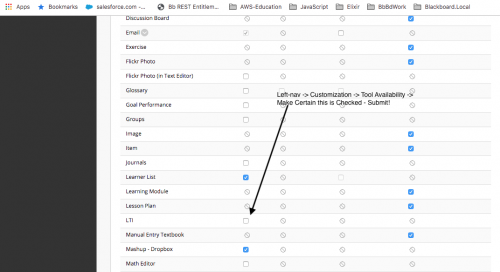 Apps
Bookmarks
salesforce.com -...
Bb REST Entitlem...
AWS-Education
JavaScript
Elixir
BbBdWork
Blackboard.Local
Discussion Board
Email
Exercise
Flickr Photo
Flickr Photo (in Text Editor)
Glossary
Left-nav -> Customization -> Tool Availability ->
Make Certain this is Checked - Submit!
Goal Performance
Groups
Image
Item
Journals
Learner List
Learning Module
Lesson Plan
LTI
Manual Entry Textbook
Mashup - Dropbox
Math Editor